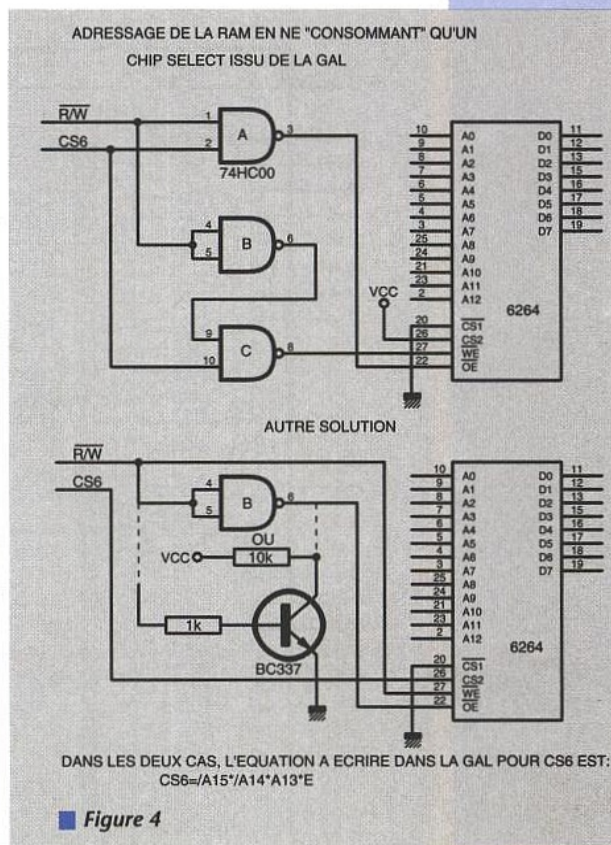 ADRESSAGE DE LA RAM EN NE "CONSOMMANT" QU'UN
CHIP SELECT ISSU DE LA GAL
R/W
CS6
1
2
A
3
74HC00
4
5
B
6
9
10
C
8
VCC
10 A0 D0 11
9 A1 D1 12
8 A2 D2 13
7 A3 D3 15
6 A4 D4 16
5 A5 D5 17
4 A6 D6 18
3 A7 D7 19
25 A8
24 A9
21 A10
23 A11
2 A12
6264
20 CS1
26 CS2
27 WE
22 OE
AUTRE SOLUTION
R/W
CS6
4
5
B
6
OU
VCC
10k
1k
BC337
10 A0 D0 11
9 A1 D1 12
8 A2 D2 13
7 A3 D3 15
6 A4 D4 16
5 A5 D5 17
4 A6 D6 18
3 A7 D7 19
25 A8
24 A9
21 A10
23 A11
2 A12
6264
20 CS1
26 CS2
27 WE
22 OE
DANS LES DEUX CAS, L'EQUATION A ECRIRE DANS LA GAL POUR CS6 EST:
CS6=/A15*/A14*A13*E
Figure 4